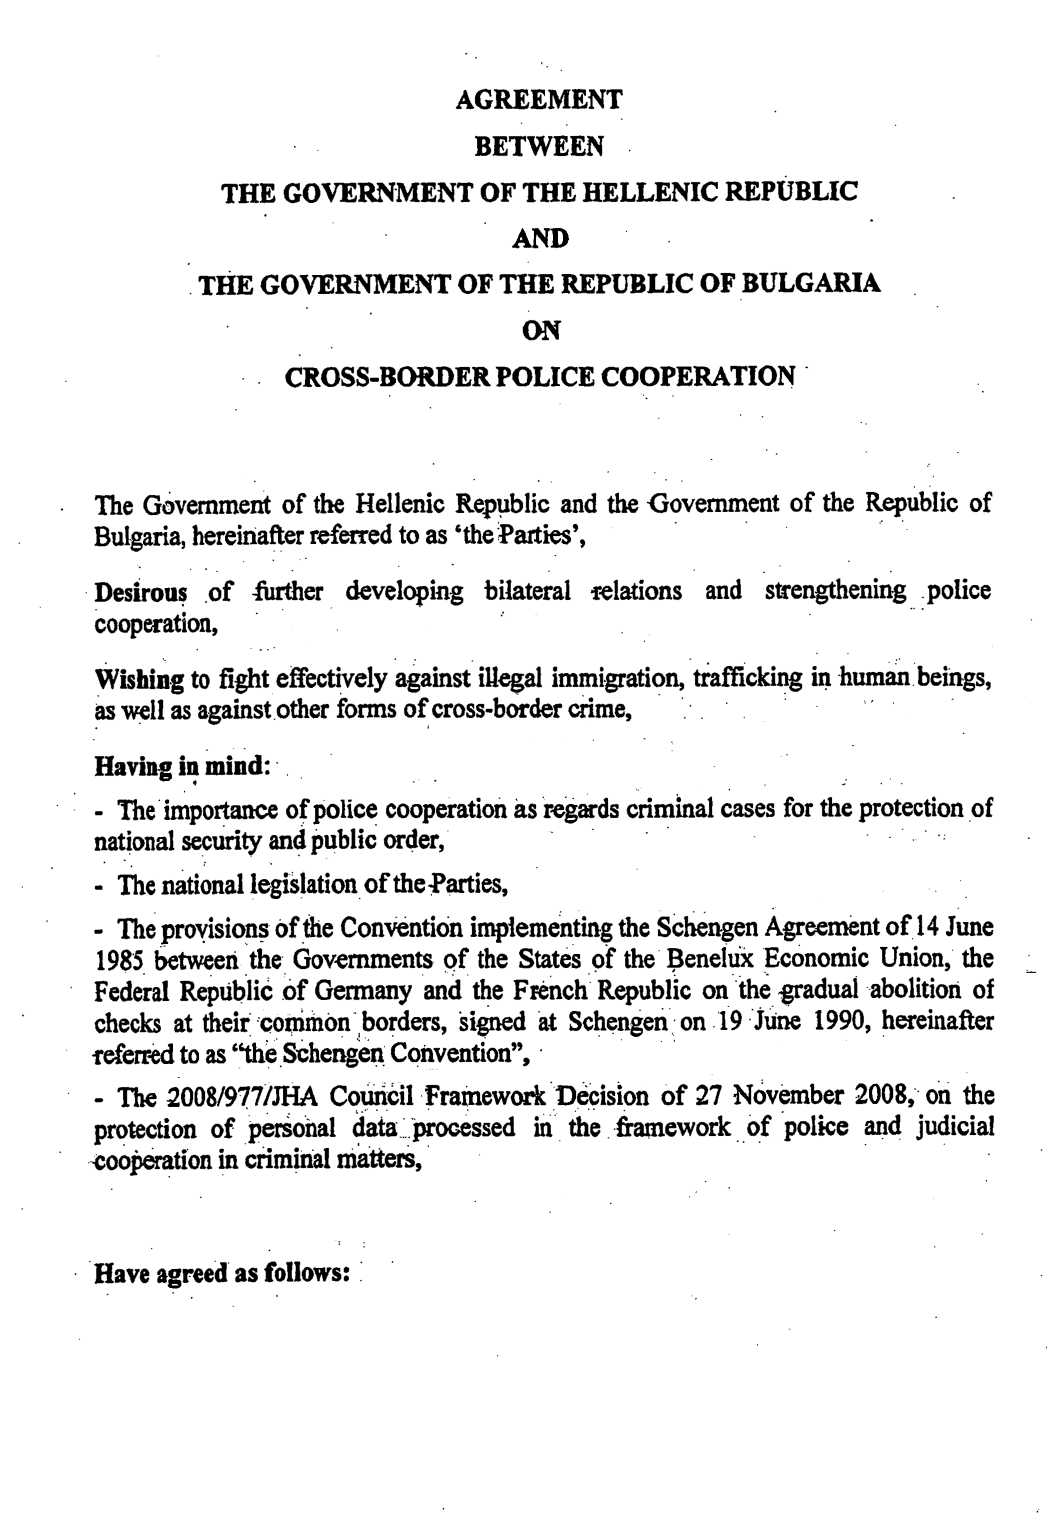 AGREEMENT
BETWEEN
THE GOVERNMENT OF THE HELLENIC REPUBLIC
AND
THE GOVERNMENT OF THE REPUBLIC OF BULGARIA
ON
CROSS-BORDER POLICE COOPERATION
The Government of the Hellenic Republic and the Government of the Republic of
Bulgaria, hereinafter referred to as ‘the Parties’,
Desirous of further developing bilateral relations and strengthening police
cooperation,
Wishing to fight effectively against illegal immigration, trafficking in human beings,
as well as against other forms of cross-border crime,
Having in mind:
- The importance of police cooperation as regards criminal cases for the protection of
national security and public order,
- The national legislation of the Parties,
- The provisions of the Convention implementing the Schengen Agreement of 14 June
1985 between the Governments of the States of the Benelux Economic Union, the
Federal Republic of Germany and the French Republic on the gradual abolition of
checks at their common borders, signed at Schengen on 19 June 1990, hereinafter
referred to as “the Schengen Convention”,
- The 2008/977/JHA Council Framework Decision of 27 November 2008, on the
protection of personal data processed in the framework of police and judicial
cooperation in criminal matters,
Have agreed as follows: